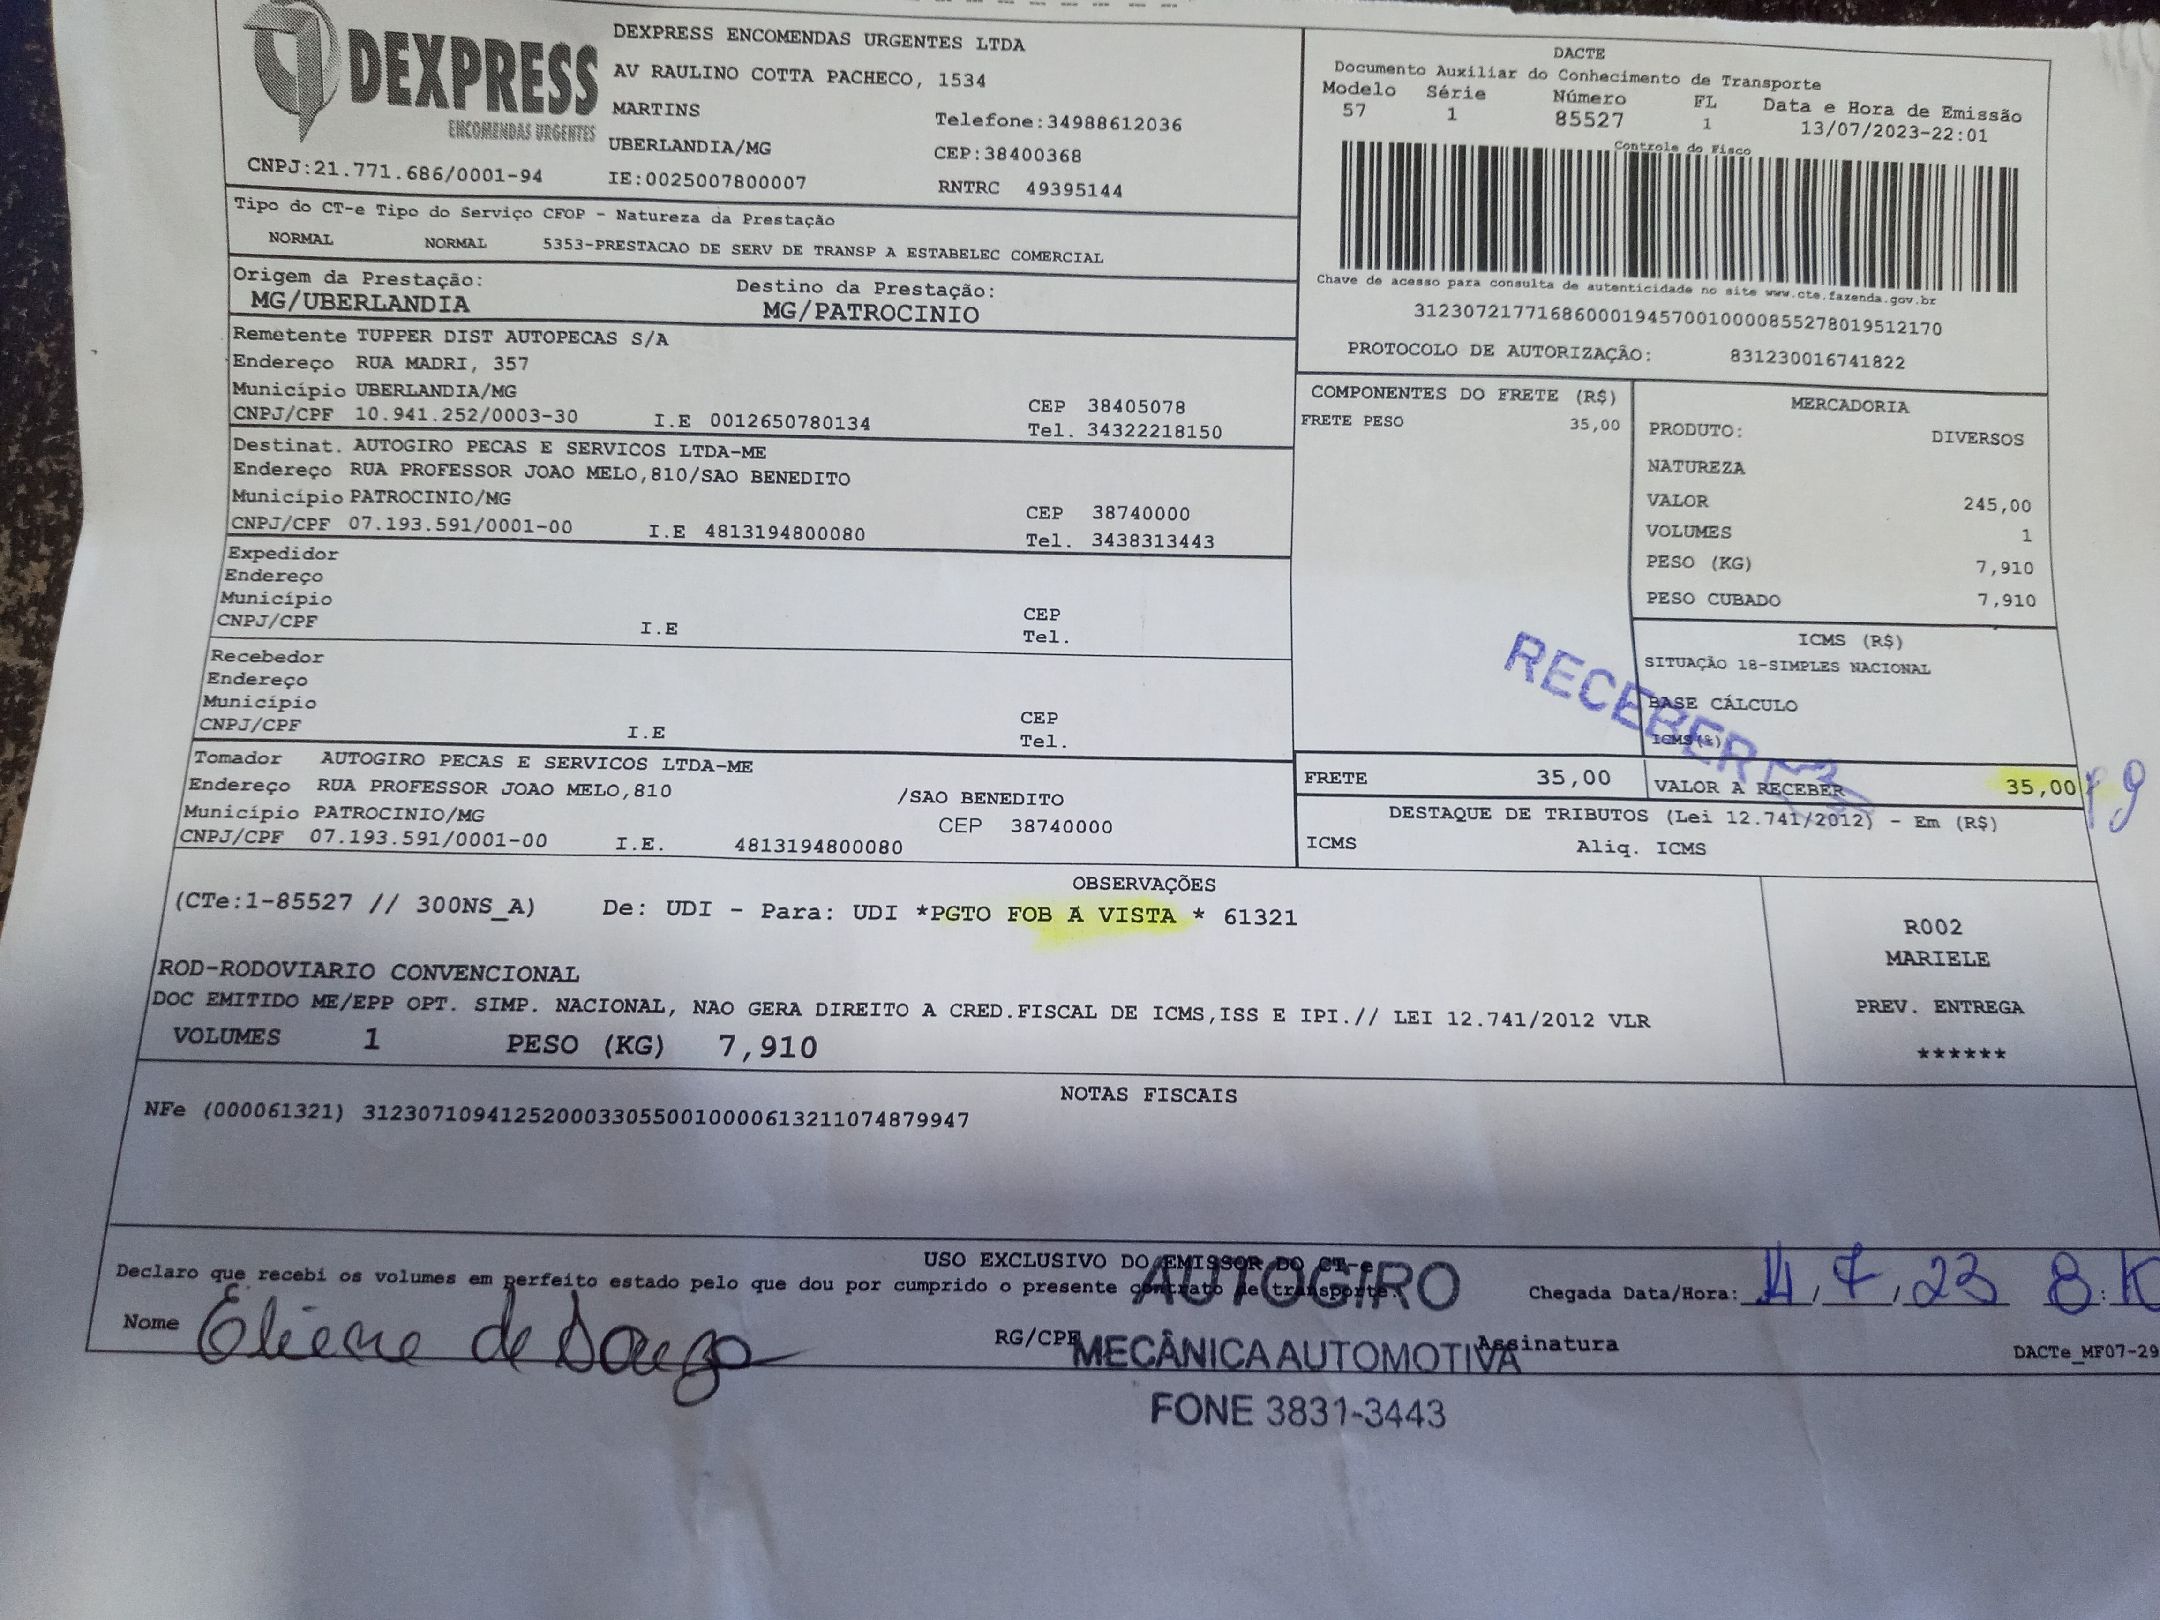 DEXPRESS
ENCOMENDAS URGENTES
CNPJ:21.771.686/0001-94
DEXPRESS ENCOMENDAS URGENTES LTDA
AV RAULINO COTTA PACHECO, 1534
MARTINS
Telefone:34988612036
UBERLANDIA/MG
CEP:38400368
IE:0025007800007
RNTRC 49395144
DACTE
Documento Auxiliar do Conhecimento de Transporte
Modelo Série Número FL Data e Hora de Emissão
57 1 85527 1 13/07/2023-22:01
Controle do Fisco
Chave de acesso para consulta de autenticidade no site www.cte.fazenda.gov.br
31230721771686000194570010000855278019512170
PROTOCOLO DE AUTORIZAÇÃO: 831230016741822
Tipo do CT-e Tipo do Serviço CFOP - Natureza da Prestação
NORMAL NORMAL 5353-PRESTACAO DE SERV DE TRANSP A ESTABELEC COMERCIAL
Origem da Prestação: Destino da Prestação:
MG/UBERLANDIA MG/PATROCINIO
Remetente TUPPER DIST AUTOPECAS S/A
Endereço RUA MADRI, 357
Município UBERLANDIA/MG CEP 38405078
CNPJ/CPF 10.941.252/0003-30 I.E 0012650780134 Tel. 34322218150
Destinat. AUTOGIRO PECAS E SERVICOS LTDA-ME
Endereço RUA PROFESSOR JOAO MELO,810/SAO BENEDITO
Município PATROCINIO/MG CEP 38740000
CNPJ/CPF 07.193.591/0001-00 I.E 4813194800080 Tel. 3438313443
Expedidor
Endereço
Município CEP
CNPJ/CPF I.E Tel.
Recebedor
Endereço
Município CEP
CNPJ/CPF I.E Tel.
Tomador AUTOGIRO PECAS E SERVICOS LTDA-ME
Endereço RUA PROFESSOR JOAO MELO,810 /SAO BENEDITO
Município PATROCINIO/MG CEP 38740000
CNPJ/CPF 07.193.591/0001-00 I.E. 4813194800080
COMPONENTES DO FRETE (R$)
FRETE PESO 35,00
MERCADORIA
PRODUTO: DIVERSOS
NATUREZA
VALOR 245,00
VOLUMES 1
PESO (KG) 7,910
PESO CUBADO 7,910
ICMS (R$)
SITUAÇÃO 18-SIMPLES NACIONAL
BASE CÁLCULO
ICMS(%)
RECEBER
FRETE 35,00 VALOR A RECEBER 35,00 pg
DESTAQUE DE TRIBUTOS (Lei 12.741/2012) - Em (R$)
ICMS Aliq. ICMS
OBSERVAÇÕES
(CTe:1-85527 // 300NS_A) De: UDI - Para: UDI *PGTO FOB A VISTA * 61321
ROD-RODOVIARIO CONVENCIONAL
DOC EMITIDO ME/EPP OPT. SIMP. NACIONAL, NAO GERA DIREITO A CRED.FISCAL DE ICMS,ISS E IPI.// LEI 12.741/2012 VLR
VOLUMES 1 PESO (KG) 7,910
R002
MARIELE
PREV. ENTREGA
******
NOTAS FISCAIS
NFe (000061321) 31230710941252000330550010000613211074879947
USO EXCLUSIVO DO EMISSOR DO CT-e
Declaro que recebi os volumes em perfeito estado pelo que dou por cumprido o presente contrato de transporte.
Chegada Data/Hora: 14/7/23 8:
Nome Eliene de Souza RG/CPF Assinatura
DACTe_MF07-29
AUTOGIRO
MECÂNICA AUTOMOTIVA
FONE 3831-3443